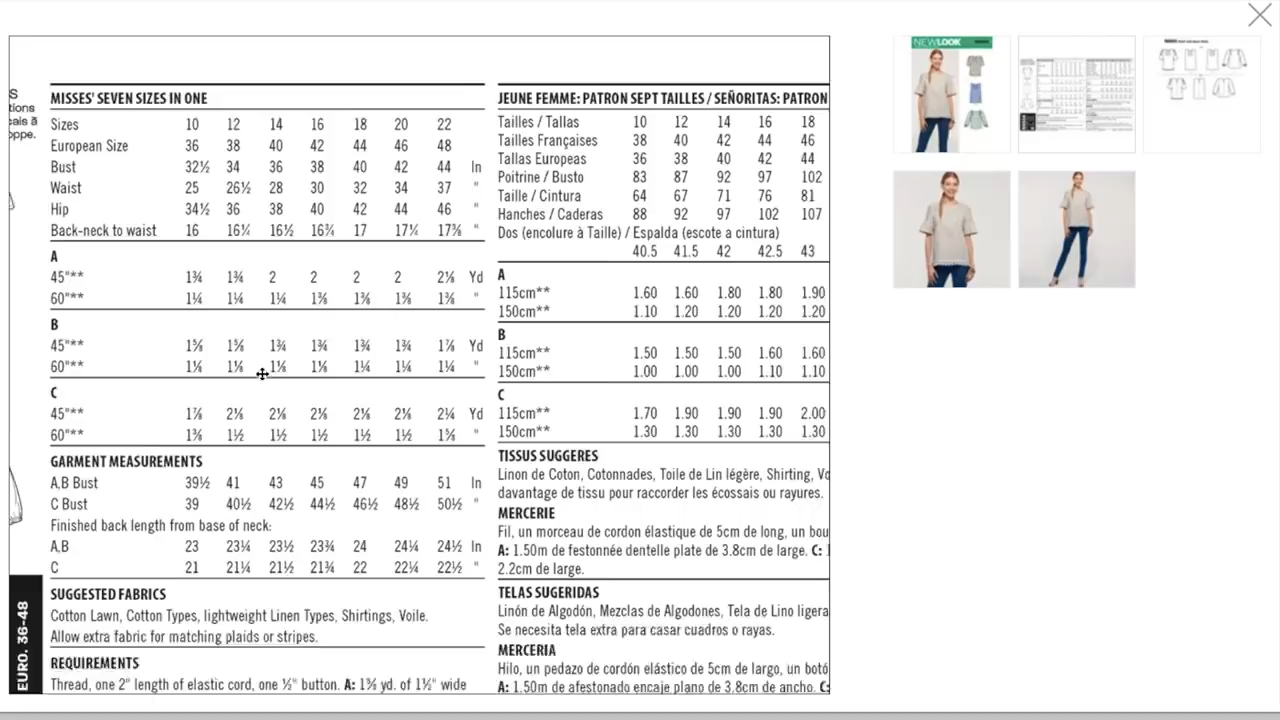 S
tions
çais à
oppe.
MISSES' SEVEN SIZES IN ONE
Sizes 10 12 14 16 18 20 22
European Size 36 38 40 42 44 46 48
Bust 32½ 34 36 38 40 42 44 In
Waist 25 26½ 28 30 32 34 37 "
Hip 34½ 36 38 40 42 44 46 "
Back-neck to waist 16 16¼ 16½ 16¾ 17 17¼ 17⅜ "
A
45"** 1¾ 1¾ 2 2 2 2 2⅛ Yd
60"** 1¼ 1¼ 1¼ 1⅜ 1⅜ 1⅜ 1⅜ "
B
45"** 1⅝ 1⅝ 1¾ 1¾ 1¾ 1¾ 1⅞ Yd
60"** 1⅛ 1⅛ 1⅛ 1⅛ 1¼ 1¼ 1¼ "
C
45"** 1⅞ 2⅛ 2⅛ 2⅛ 2⅛ 2⅛ 2¼ Yd
60"** 1⅜ 1½ 1½ 1½ 1½ 1½ 1⅝ "
GARMENT MEASUREMENTS
A,B Bust 39½ 41 43 45 47 49 51 In
C Bust 39 40½ 42½ 44½ 46½ 48½ 50½ "
Finished back length from base of neck:
A,B 23 23¼ 23½ 23¾ 24 24¼ 24½ In
C 21 21¼ 21½ 21¾ 22 22¼ 22½ "
SUGGESTED FABRICS
Cotton Lawn, Cotton Types, lightweight Linen Types, Shirtings, Voile.
Allow extra fabric for matching plaids or stripes.
REQUIREMENTS
Thread, one 2" length of elastic cord, one ½" button. A: 1⅝ yd. of 1½" wide
EURO. 36-48
JEUNE FEMME: PATRON SEPT TAILLES / SEÑORITAS: PATRON
Tailles / Tallas 10 12 14 16 18
Tailles Françaises 38 40 42 44 46
Tallas Europeas 36 38 40 42 44
Poitrine / Busto 83 87 92 97 102
Taille / Cintura 64 67 71 76 81
Hanches / Caderas 88 92 97 102 107
Dos (encolure à Taille) / Espalda (escote a cintura)
40.5 41.5 42 42.5 43
A
115cm** 1.60 1.60 1.80 1.80 1.90
150cm** 1.10 1.20 1.20 1.20 1.20
B
115cm** 1.50 1.50 1.50 1.60 1.60
150cm** 1.00 1.00 1.00 1.10 1.10
C
115cm** 1.70 1.90 1.90 1.90 2.00
150cm** 1.30 1.30 1.30 1.30 1.30
TISSUS SUGGERES
Linon de Coton, Cotonnades, Toile de Lin légère, Shirting, Vo
davantage de tissu pour raccorder les écossais ou rayures.
MERCERIE
Fil, un morceau de cordon élastique de 5cm de long, un bou
A: 1.50m de festonnée dentelle plate de 3.8cm de large. C: 1
2.2cm de large.
TELAS SUGERIDAS
Linón de Algodón, Mezclas de Algodones, Tela de Lino ligera
Se necesita tela extra para casar cuadros o rayas.
MERCERIA
Hilo, un pedazo de cordón elástico de 5cm de largo, un botó
A: 1.50m de afestonado encaje plano de 3.8cm de ancho. C:
NEWLOOK